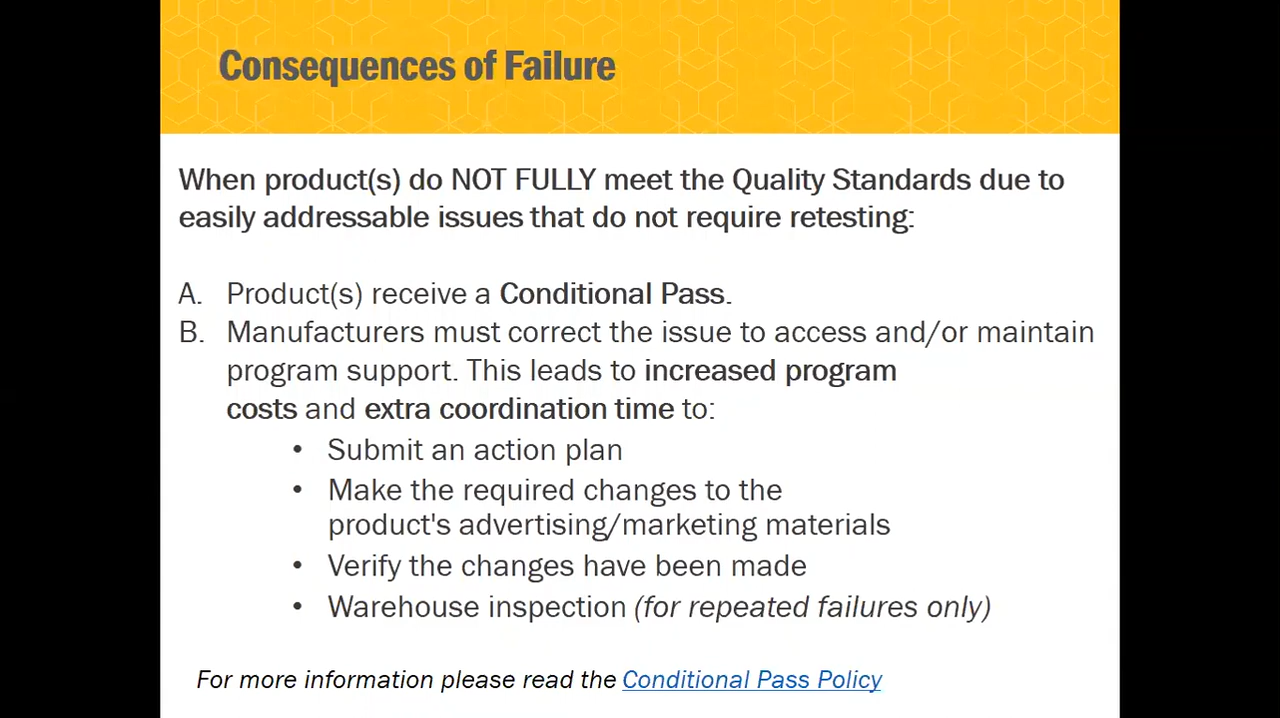 Consequences of Failure
When product(s) do NOT FULLY meet the Quality Standards due to
easily addressable issues that do not require retesting:
A. Product(s) receive a Conditional Pass.
B. Manufacturers must correct the issue to access and/or maintain
program support. This leads to increased program
costs and extra coordination time to:
• Submit an action plan
• Make the required changes to the
product's advertising/marketing materials
• Verify the changes have been made
• Warehouse inspection (for repeated failures only)
For more information please read the Conditional Pass Policy